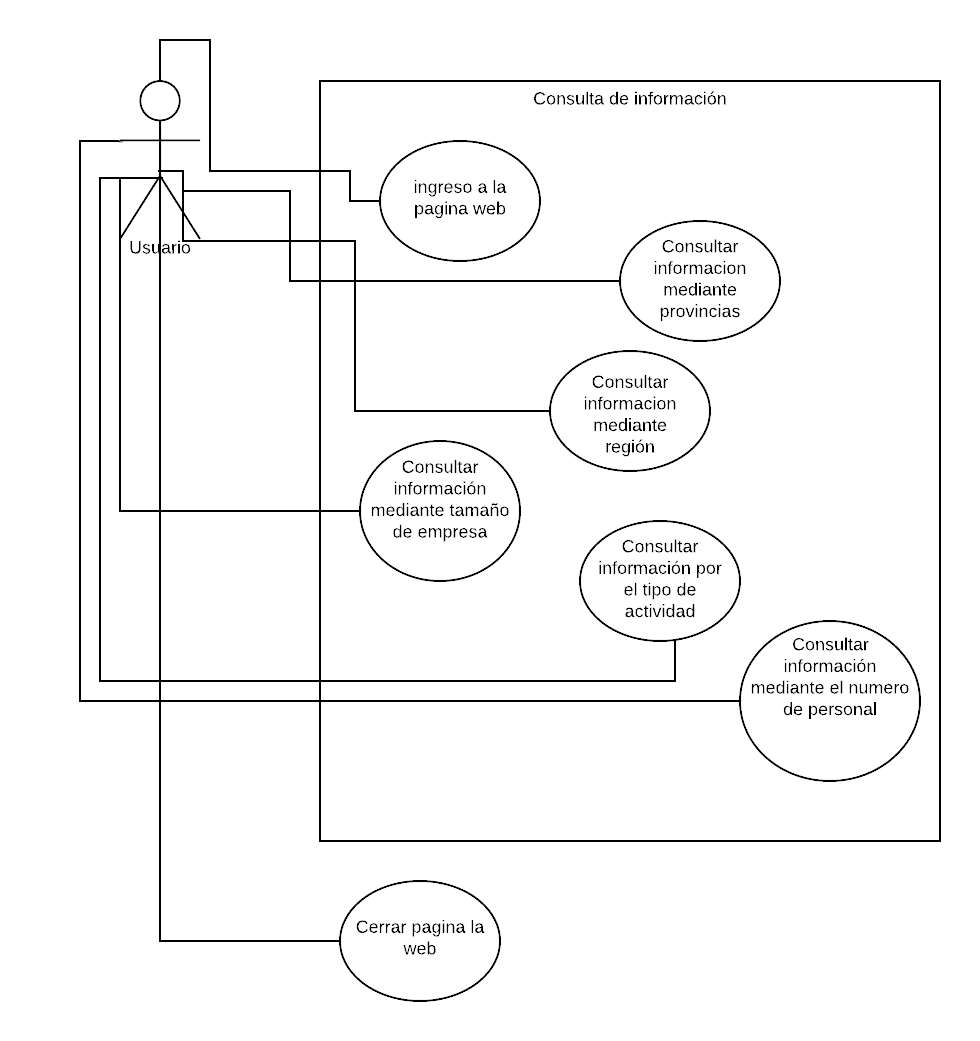 Consulta de información
ingreso a la
pagina web
Consultar
informacion
mediante
provincias
Usuario
Consultar
informacion
mediante
región
Consultar
información
mediante tamaño
de empresa
Consultar
información por
el tipo de
actividad
Consultar
información
mediante el numero
de personal
Cerrar pagina la
web